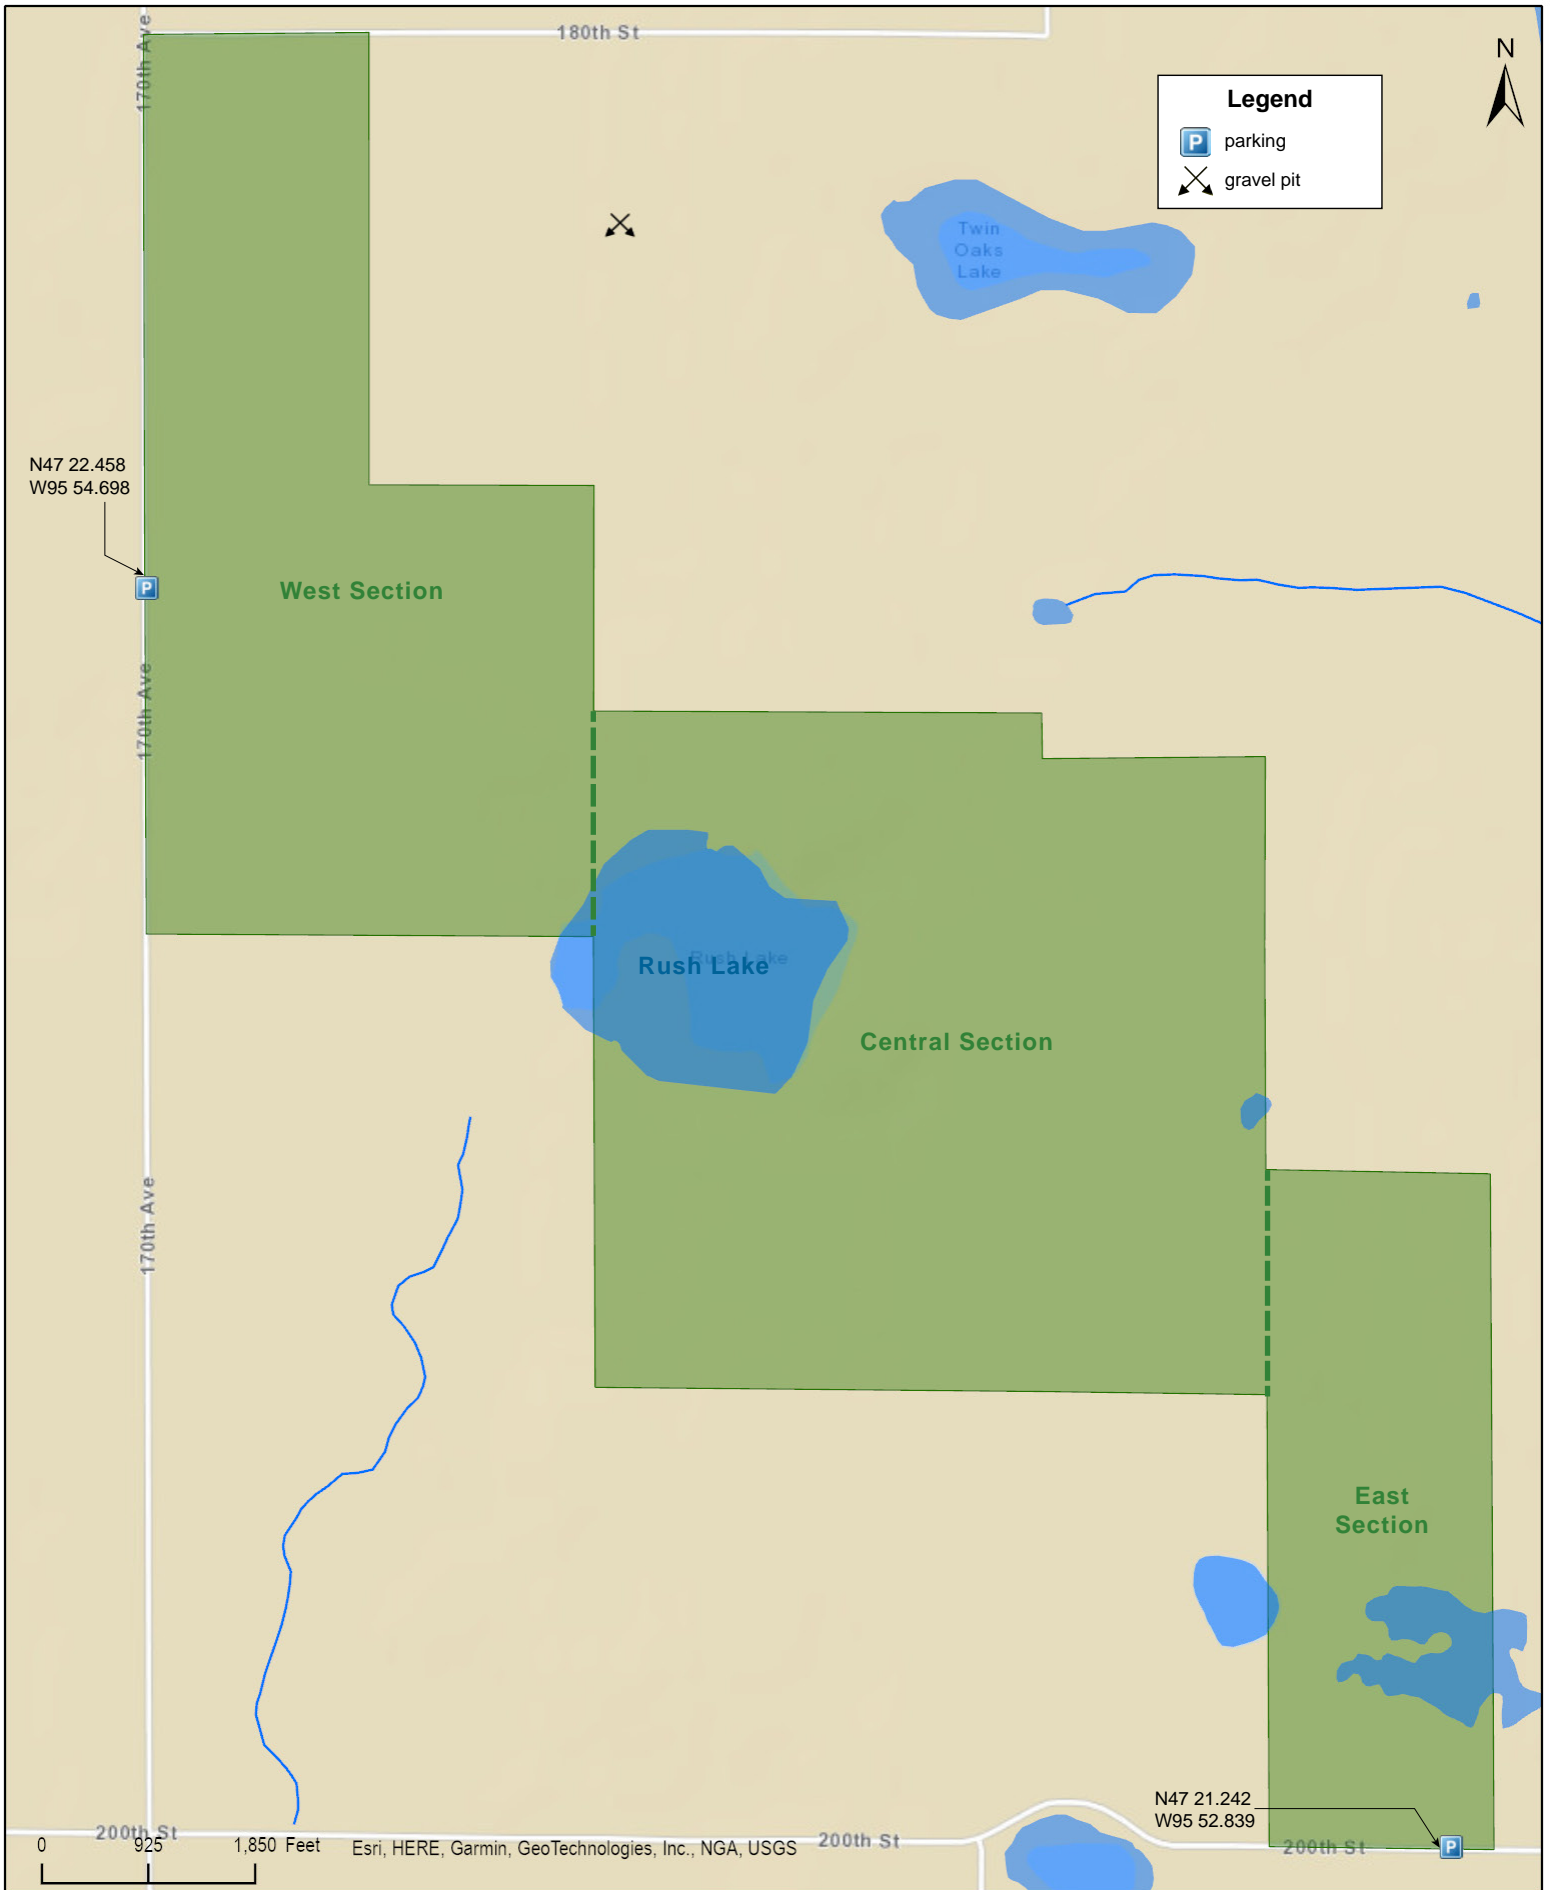 180th St
170th Ave
N
Legend
P parking
gravel pit
Twin
Oaks
Lake
N47 22.458
W95 54.698
P
West Section
170th Ave
Rush Lake
Rush Lake
Central Section
170th Ave
East
Section
N47 21.242
W95 52.839
200th St
200th St
200th St
P
0 925 1,850 Feet
Esri, HERE, Garmin, GeoTechnologies, Inc., NGA, USGS